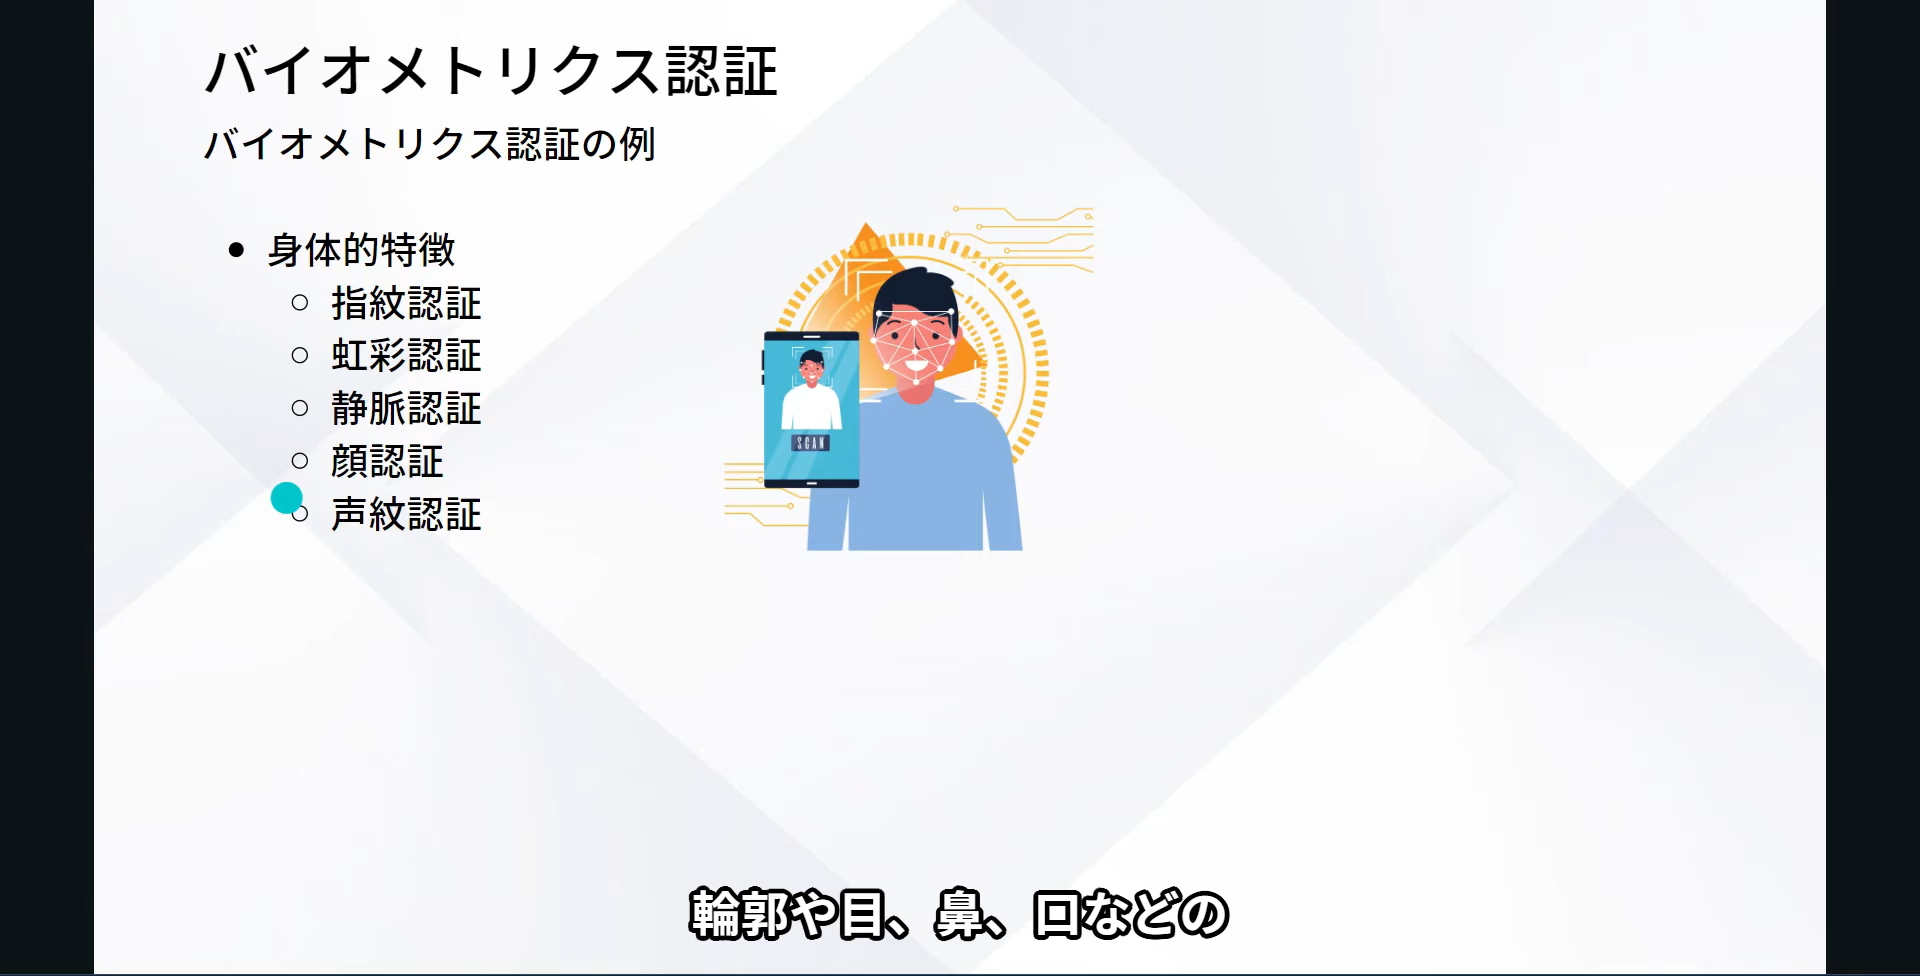 バイオメトリクス認証
バイオメトリクス認証の例
● 身体的特徴
○ 指紋認証
○ 虹彩認証
○ 静脈認証
○ 顔認証
○ 声紋認証
SCAN
輪郭や目、鼻、口などの